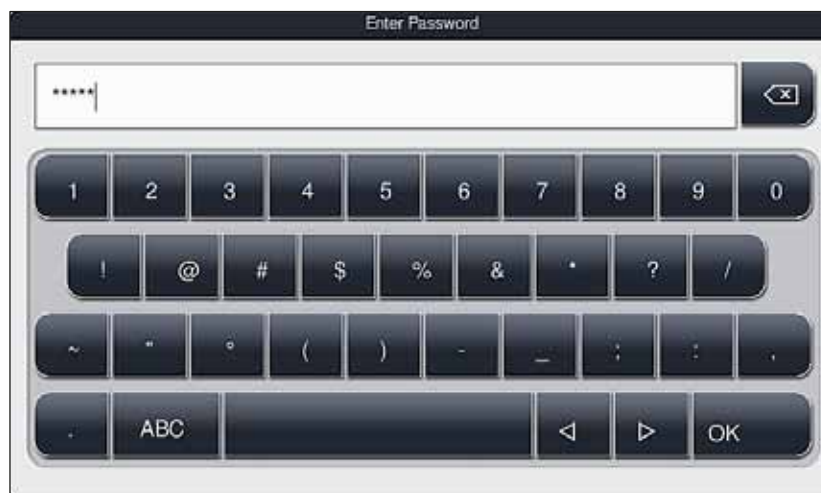 Enter Password
*****
1 2 3 4 5 6 7 8 9 0
! @ # $ % & * ? /
~ " ° ( ) - _ ; : ,
. ABC OK